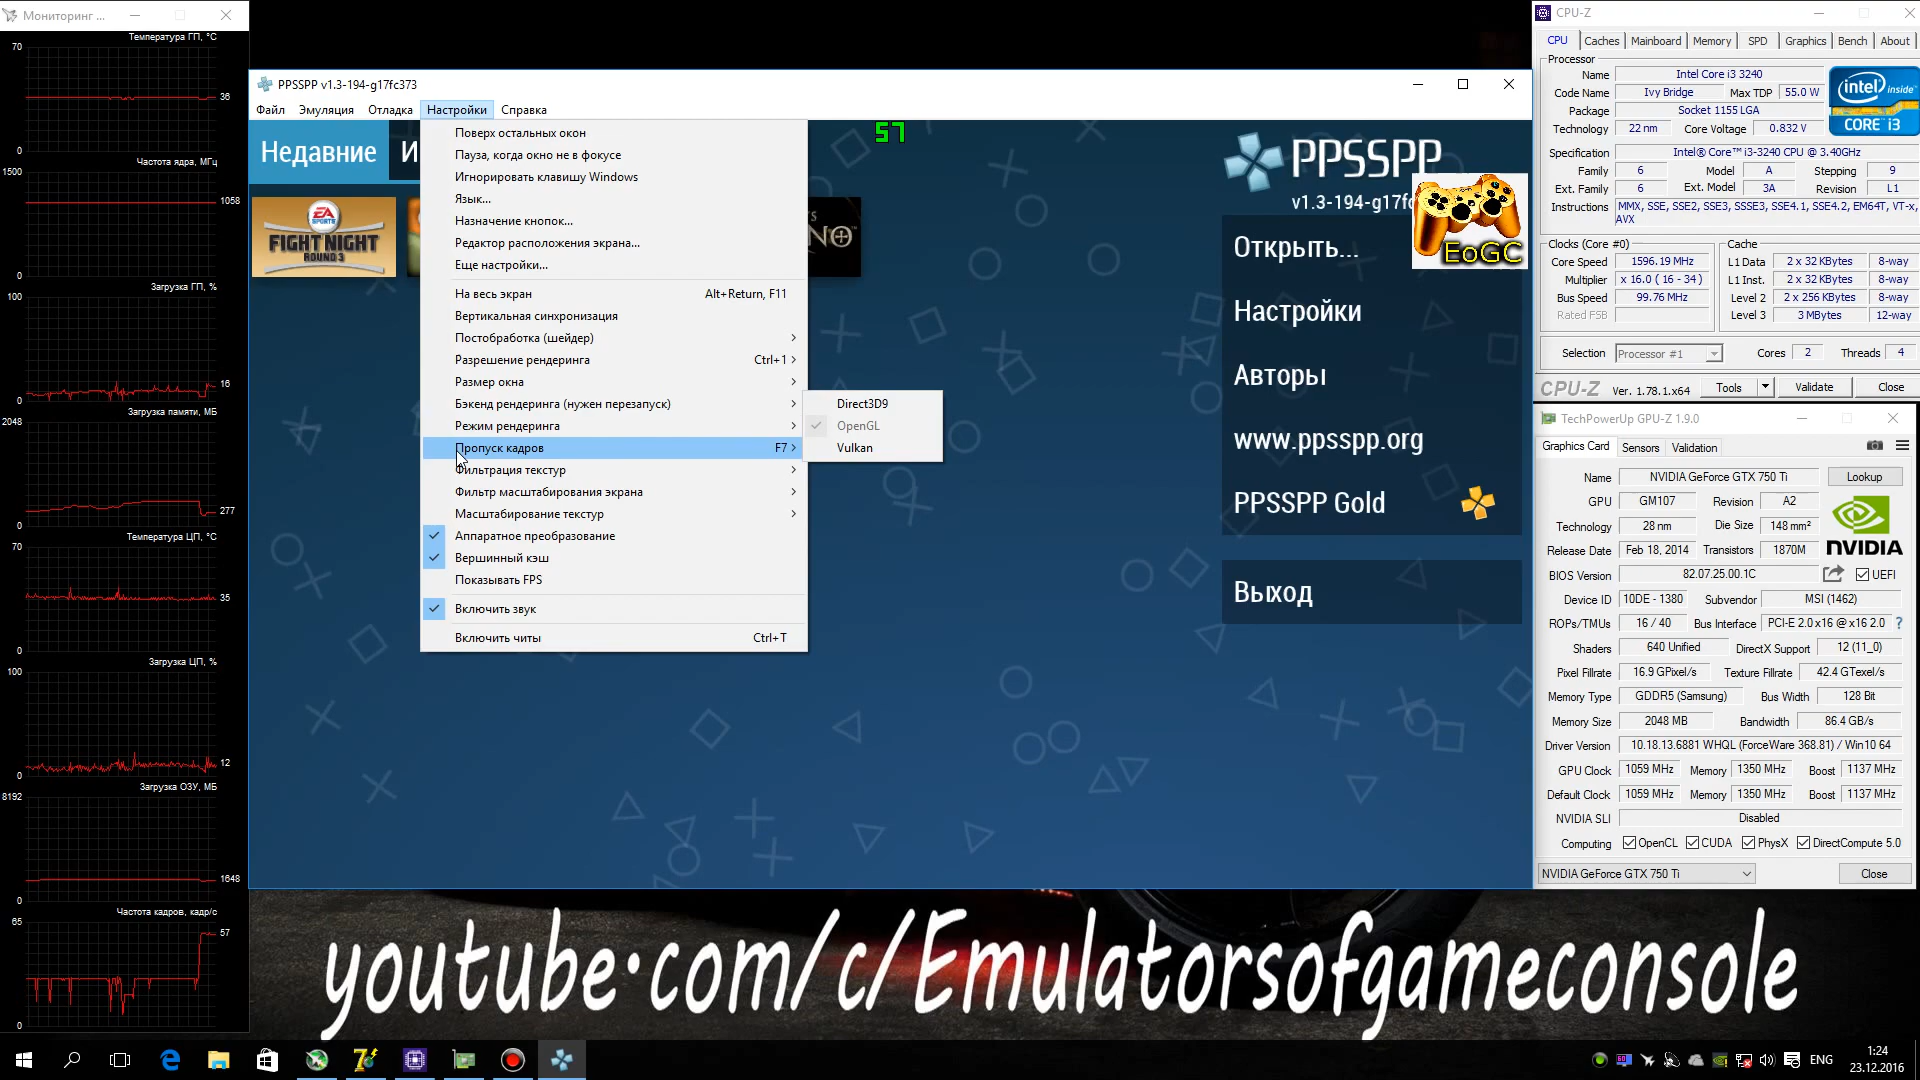 Мониторинг ...
Температура ГП, °C
70
36
0
Частота ядра, МГц
1500
1058
0
Загрузка ГП, %
100
16
0
Загрузка памяти, МБ
2048
277
0
Температура ЦП, °C
70
35
0
Загрузка ЦП, %
100
12
0
Загрузка ОЗУ, МБ
8192
1648
0
Частота кадров, кадр/с
65
57
0
PPSSPP v1.3-194-g17fc373
Файл Эмуляция Отладка Настройки Справка
Недавние И
57
EA SPORTS
FIGHT NIGHT
ROUND 3
Поверх остальных окон
Пауза, когда окно не в фокусе
Игнорировать клавишу Windows
Язык...
Назначение кнопок...
Редактор расположения экрана...
Еще настройки...
На весь экран Alt+Return, F11
Вертикальная синхронизация
Постобработка (шейдер)
Разрешение рендеринга Ctrl+1
Размер окна
Бэкенд рендеринга (нужен перезапуск)
Режим рендеринга
Пропуск кадров F7
Фильтрация текстур
Фильтр масштабирования экрана
Масштабирование текстур
Аппаратное преобразование
Вершинный кэш
Показывать FPS
Включить звук
Включить читы Ctrl+T
Direct3D9
OpenGL
Vulkan
PPSSPP
v1.3-194-g17fc
EoGC
Открыть...
Настройки
Авторы
www.ppsspp.org
PPSSPP Gold
Выход
CPU-Z
CPU Caches Mainboard Memory SPD Graphics Bench About
Processor
Name Intel Core i3 3240
Code Name Ivy Bridge Max TDP 55.0 W
Package Socket 1155 LGA
Technology 22 nm Core Voltage 0.832 V
intel inside™
CORE i3
Specification Intel® Core™ i3-3240 CPU @ 3.40GHz
Family 6 Model A Stepping 9
Ext. Family 6 Ext. Model 3A Revision L1
Instructions MMX, SSE, SSE2, SSE3, SSSE3, SSE4.1, SSE4.2, EM64T, VT-x, AVX
Clocks (Core #0) Cache
Core Speed 1596.19 MHz L1 Data 2 x 32 KBytes 8-way
Multiplier x 16.0 ( 16 - 34 ) L1 Inst. 2 x 32 KBytes 8-way
Bus Speed 99.76 MHz Level 2 2 x 256 KBytes 8-way
Rated FSB Level 3 3 MBytes 12-way
Selection Processor #1 Cores 2 Threads 4
CPU-Z Ver. 1.78.1.x64 Tools Validate Close
TechPowerUp GPU-Z 1.9.0
Graphics Card Sensors Validation
Name NVIDIA GeForce GTX 750 Ti Lookup
GPU GM107 Revision A2
Technology 28 nm Die Size 148 mm²
Release Date Feb 18, 2014 Transistors 1870M
NVIDIA
BIOS Version 82.07.25.00.1C UEFI
Device ID 10DE - 1380 Subvendor MSI (1462)
ROPs/TMUs 16 / 40 Bus Interface PCI-E 2.0 x16 @ x16 2.0 ?
Shaders 640 Unified DirectX Support 12 (11_0)
Pixel Fillrate 16.9 GPixel/s Texture Fillrate 42.4 GTexel/s
Memory Type GDDR5 (Samsung) Bus Width 128 Bit
Memory Size 2048 MB Bandwidth 86.4 GB/s
Driver Version 10.18.13.6881 WHQL (ForceWare 368.81) / Win10 64
GPU Clock 1059 MHz Memory 1350 MHz Boost 1137 MHz
Default Clock 1059 MHz Memory 1350 MHz Boost 1137 MHz
NVIDIA SLI Disabled
Computing OpenCL CUDA PhysX DirectCompute 5.0
NVIDIA GeForce GTX 750 Ti Close
youtube.com/c/Emulatorsofgameconsole
ENG
1:24
23.12.2016